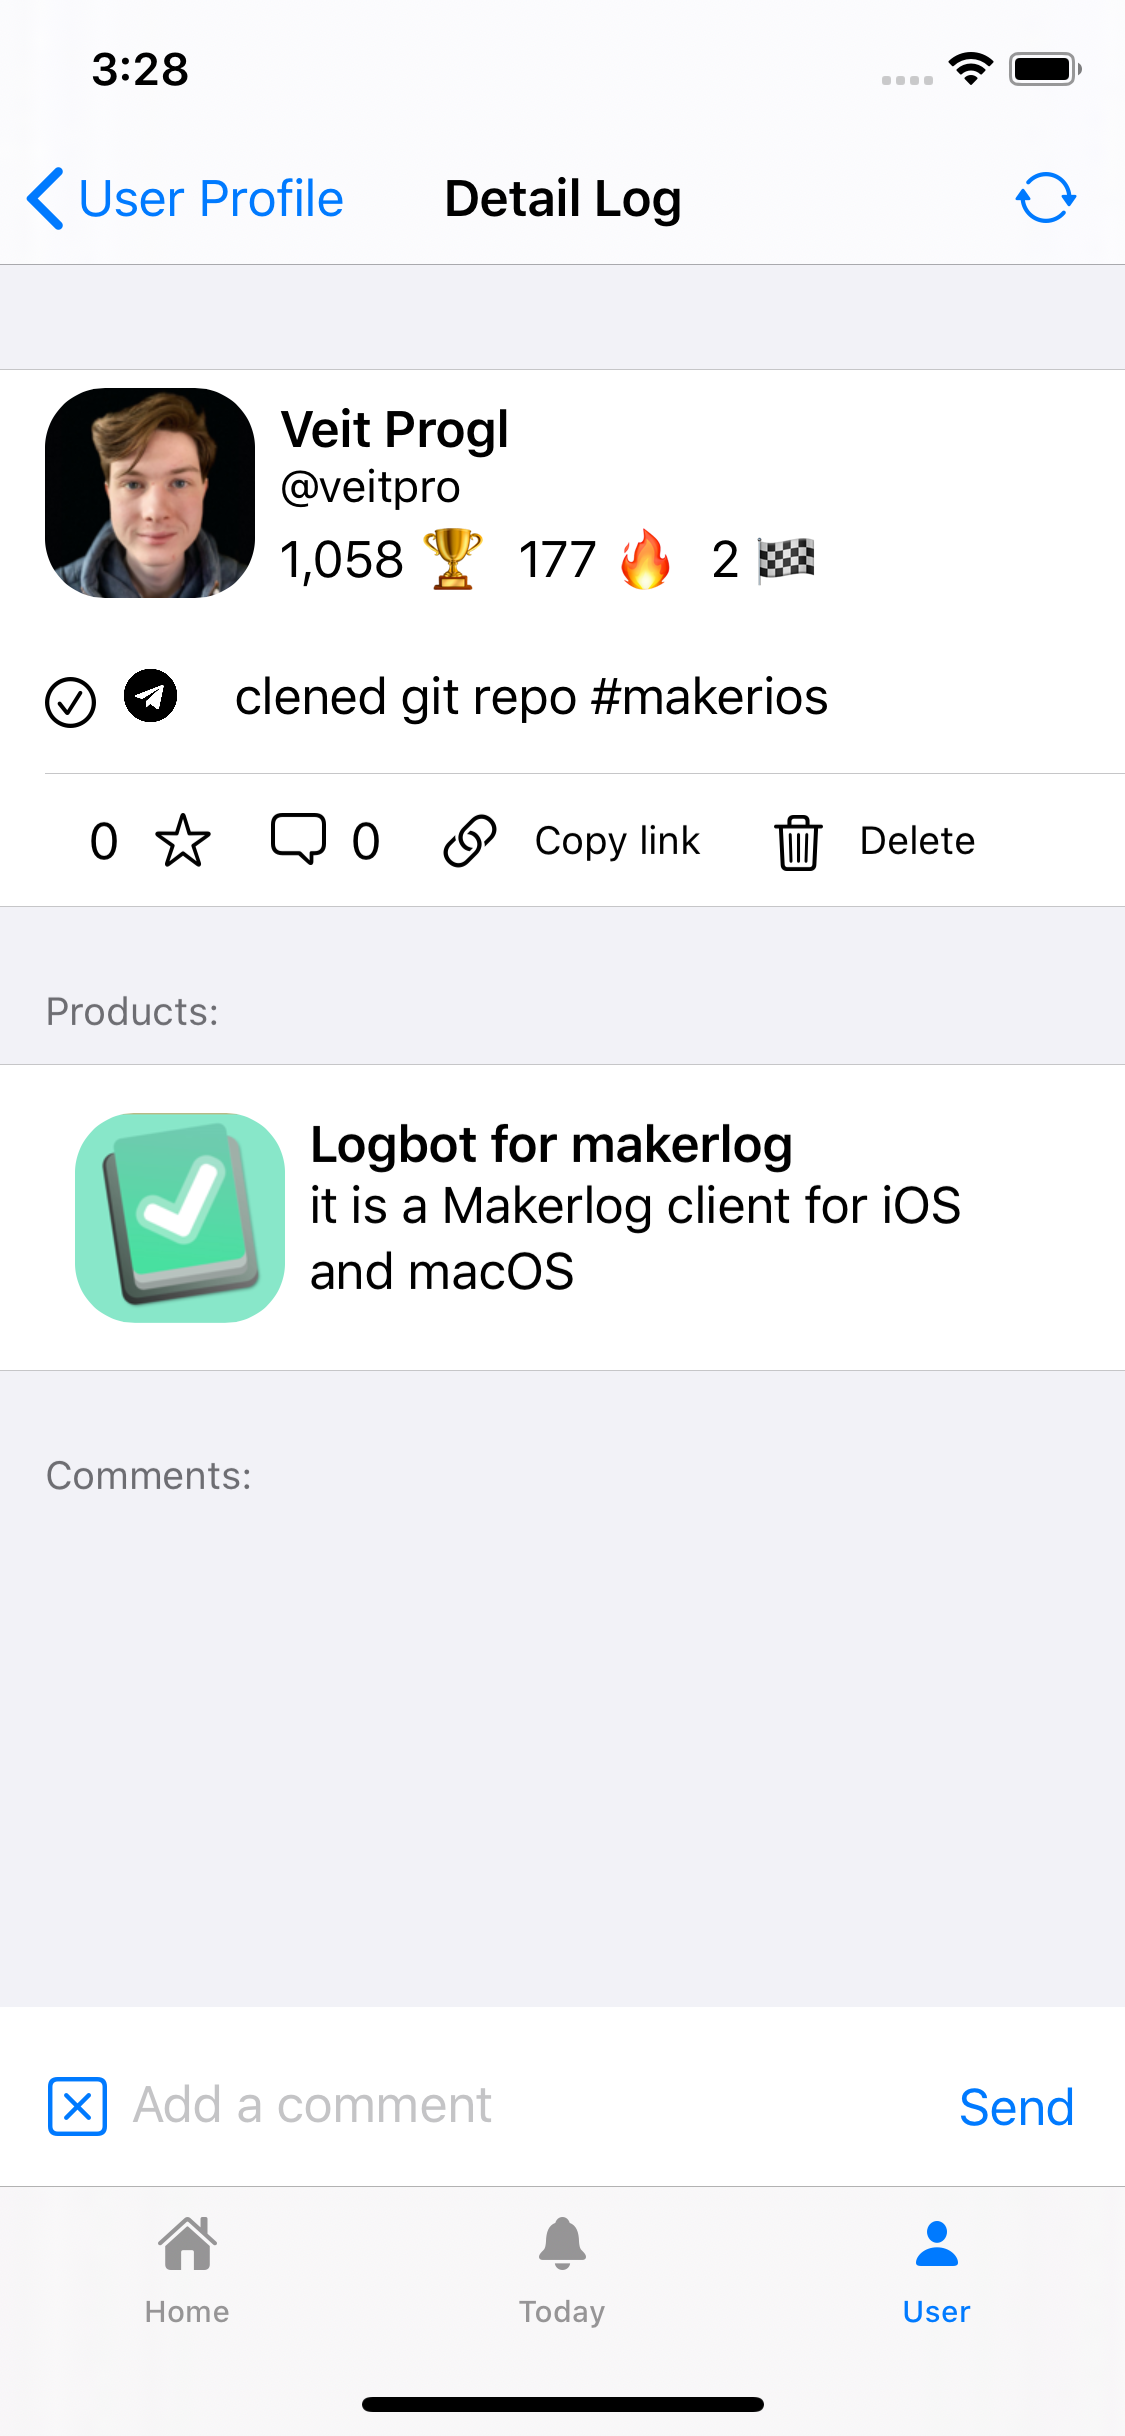 3:28
User Profile
Detail Log
Veit Progl
@veitpro
1,058 🏆 177 🔥 2 🏁
clened git repo #makerios
0 0 Copy link Delete
Products:
Logbot for makerlog
it is a Makerlog client for iOS
and macOS
Comments:
Add a comment
Send
Home
Today
User